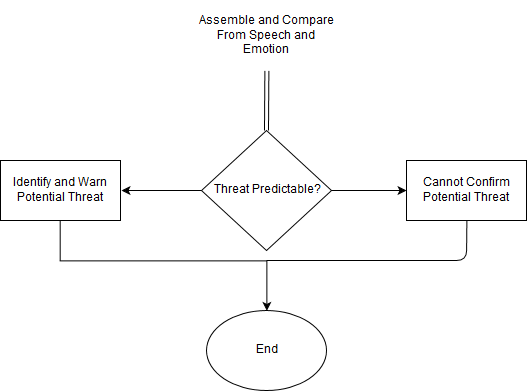 Assemble and Compare
From Speech and
Emotion
Threat Predictable?
Identify and Warn
Potential Threat
Cannot Confirm
Potential Threat
End